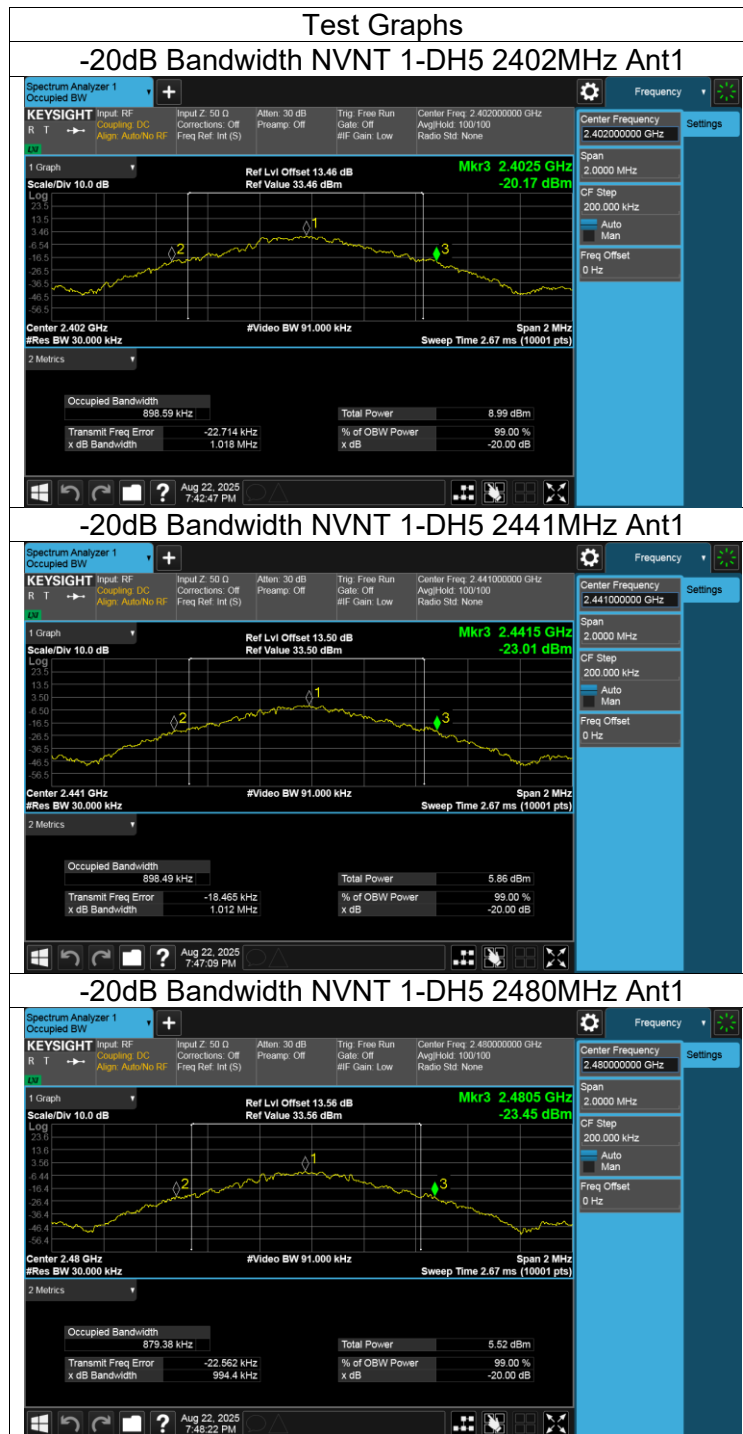 Test Graphs
-20dB Bandwidth NVNT 1-DH5 2402MHz Ant1
Spectrum Analyzer 1
Occupied BW
+
Frequency
KEYSIGHT Input: RF Input Z: 50 Ω Atten: 30 dB Trig: Free Run Center Freq: 2.402000000 GHz
R T Coupling: DC Corrections: Off Preamp: Off Gate: Off Avg|Hold: 100/100
Align: Auto/No RF Freq Ref: Int (S) #IF Gain: Low Radio Std: None
LXI
Center Frequency
2.402000000 GHz
Settings
Span
2.0000 MHz
CF Step
200.000 kHz
Auto
Man
Freq Offset
0 Hz
1 Graph
Ref Lvl Offset 13.46 dB
Mkr3 2.4025 GHz
Scale/Div 10.0 dB Ref Value 33.46 dBm -20.17 dBm
Log
23.5
13.5
3.46
-6.54
-16.5
-26.5
-36.5
-46.5
-56.5
1
2
3
Center 2.402 GHz #Video BW 91.000 kHz Span 2 MHz
#Res BW 30.000 kHz Sweep Time 2.67 ms (10001 pts)
2 Metrics
Occupied Bandwidth
898.59 kHz Total Power 8.99 dBm
Transmit Freq Error -22.714 kHz % of OBW Power 99.00 %
x dB Bandwidth 1.018 MHz x dB -20.00 dB
? Aug 22, 2025
7:42:47 PM
-20dB Bandwidth NVNT 1-DH5 2441MHz Ant1
Spectrum Analyzer 1
Occupied BW
+
Frequency
KEYSIGHT Input: RF Input Z: 50 Ω Atten: 30 dB Trig: Free Run Center Freq: 2.441000000 GHz
R T Coupling: DC Corrections: Off Preamp: Off Gate: Off Avg|Hold: 100/100
Align: Auto/No RF Freq Ref: Int (S) #IF Gain: Low Radio Std: None
LXI
Center Frequency
2.441000000 GHz
Settings
Span
2.0000 MHz
CF Step
200.000 kHz
Auto
Man
Freq Offset
0 Hz
1 Graph
Ref Lvl Offset 13.50 dB
Mkr3 2.4415 GHz
Scale/Div 10.0 dB Ref Value 33.50 dBm -23.01 dBm
Log
23.5
13.5
3.50
-6.50
-16.5
-26.5
-36.5
-46.5
-56.5
1
2
3
Center 2.441 GHz #Video BW 91.000 kHz Span 2 MHz
#Res BW 30.000 kHz Sweep Time 2.67 ms (10001 pts)
2 Metrics
Occupied Bandwidth
898.49 kHz Total Power 5.86 dBm
Transmit Freq Error -18.465 kHz % of OBW Power 99.00 %
x dB Bandwidth 1.012 MHz x dB -20.00 dB
? Aug 22, 2025
7:47:09 PM
-20dB Bandwidth NVNT 1-DH5 2480MHz Ant1
Spectrum Analyzer 1
Occupied BW
+
Frequency
KEYSIGHT Input: RF Input Z: 50 Ω Atten: 30 dB Trig: Free Run Center Freq: 2.480000000 GHz
R T Coupling: DC Corrections: Off Preamp: Off Gate: Off Avg|Hold: 100/100
Align: Auto/No RF Freq Ref: Int (S) #IF Gain: Low Radio Std: None
LXI
Center Frequency
2.480000000 GHz
Settings
Span
2.0000 MHz
CF Step
200.000 kHz
Auto
Man
Freq Offset
0 Hz
1 Graph
Ref Lvl Offset 13.56 dB
Mkr3 2.4805 GHz
Scale/Div 10.0 dB Ref Value 33.56 dBm -23.45 dBm
Log
23.6
13.6
3.56
-6.44
-16.4
-26.4
-36.4
-46.4
-56.4
1
2
3
Center 2.48 GHz #Video BW 91.000 kHz Span 2 MHz
#Res BW 30.000 kHz Sweep Time 2.67 ms (10001 pts)
2 Metrics
Occupied Bandwidth
879.38 kHz Total Power 5.52 dBm
Transmit Freq Error -22.562 kHz % of OBW Power 99.00 %
x dB Bandwidth 994.4 kHz x dB -20.00 dB
? Aug 22, 2025
7:48:22 PM